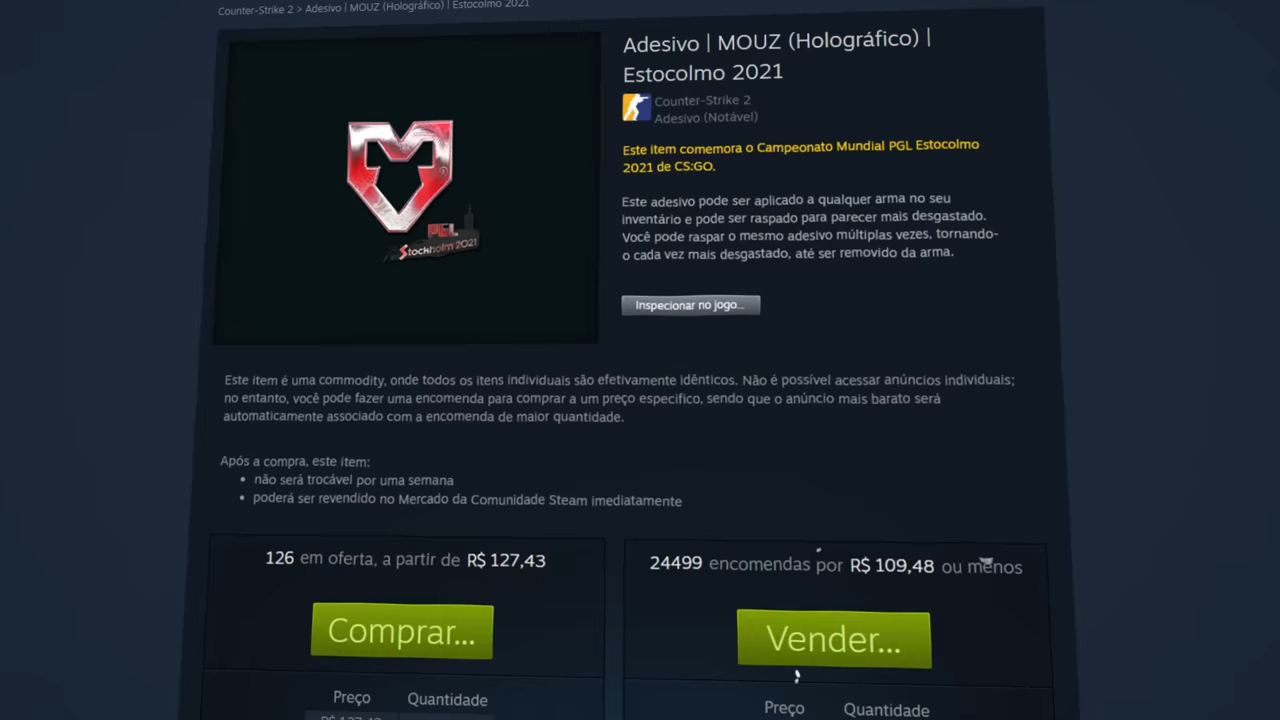 Counter-Strike 2 > Adesivo | MOUZ (Holográfico) | Estocolmo 2021
Adesivo | MOUZ (Holográfico) |
Estocolmo 2021
Counter-Strike 2
Adesivo (Notável)
Este item comemora o Campeonato Mundial PGL Estocolmo
2021 de CS:GO.
Este adesivo pode ser aplicado a qualquer arma no seu
inventário e pode ser raspado para parecer mais desgastado.
Você pode raspar o mesmo adesivo múltiplas vezes, tornando-
o cada vez mais desgastado, até ser removido da arma.
PGL
Stockholm 2021
Inspecionar no jogo...
Este item é uma commodity, onde todos os itens individuais são efetivamente idênticos. Não é possível acessar anúncios individuais;
no entanto, você pode fazer uma encomenda para comprar a um preço específico, sendo que o anúncio mais barato será
automaticamente associado com a encomenda de maior quantidade.
Após a compra, este item:
• não será trocável por uma semana
• poderá ser revendido no Mercado da Comunidade Steam imediatamente
126 em oferta, a partir de R$ 127,43
Comprar...
Preço Quantidade
R$ 127,43
24499 encomendas por R$ 109,48 ou menos
Vender...
Preço Quantidade